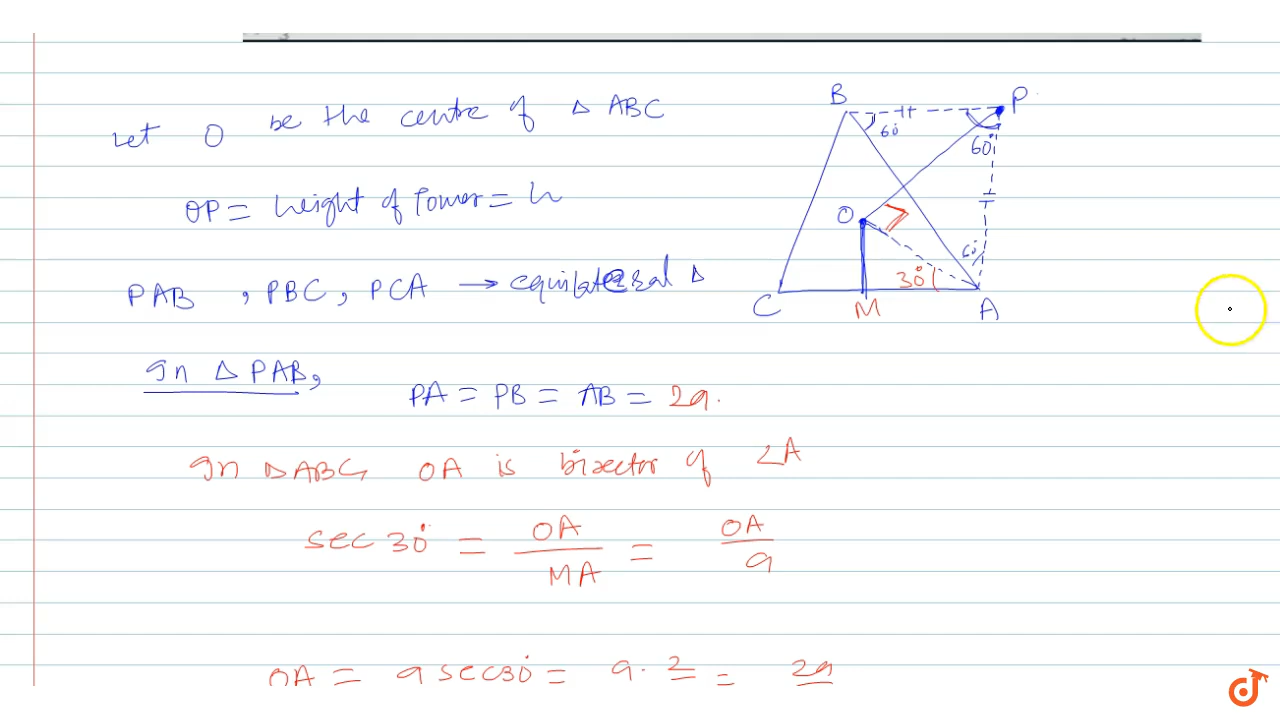 Let O be the centre of Δ ABC
OP = height of Tower = h
PAB , PBC, PCA → equilateral Δ
In Δ PAB,
PA = PB = AB = 2a.
In ΔABC, OA is bisector of ∠A
sec 30° = OA / MA = OA / a
OA = a sec30° = a . 2 = 2a
B
P
60°
60°
O
60°
30°
C
M
A